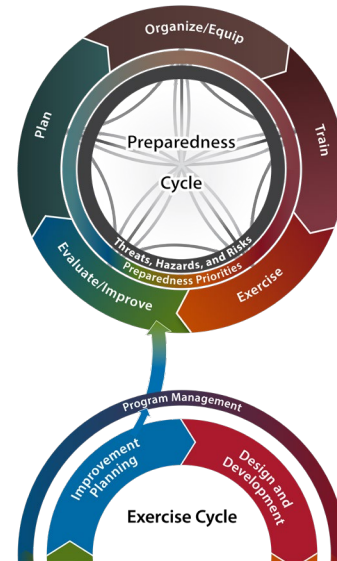 Organize/Equip
Plan
Train
Preparedness
Cycle
Threats, Hazards, and Risks
Preparedness Priorities
Evaluate/Improve
Exercise
Program Management
Improvement
Planning
Design and
Development
Exercise Cycle